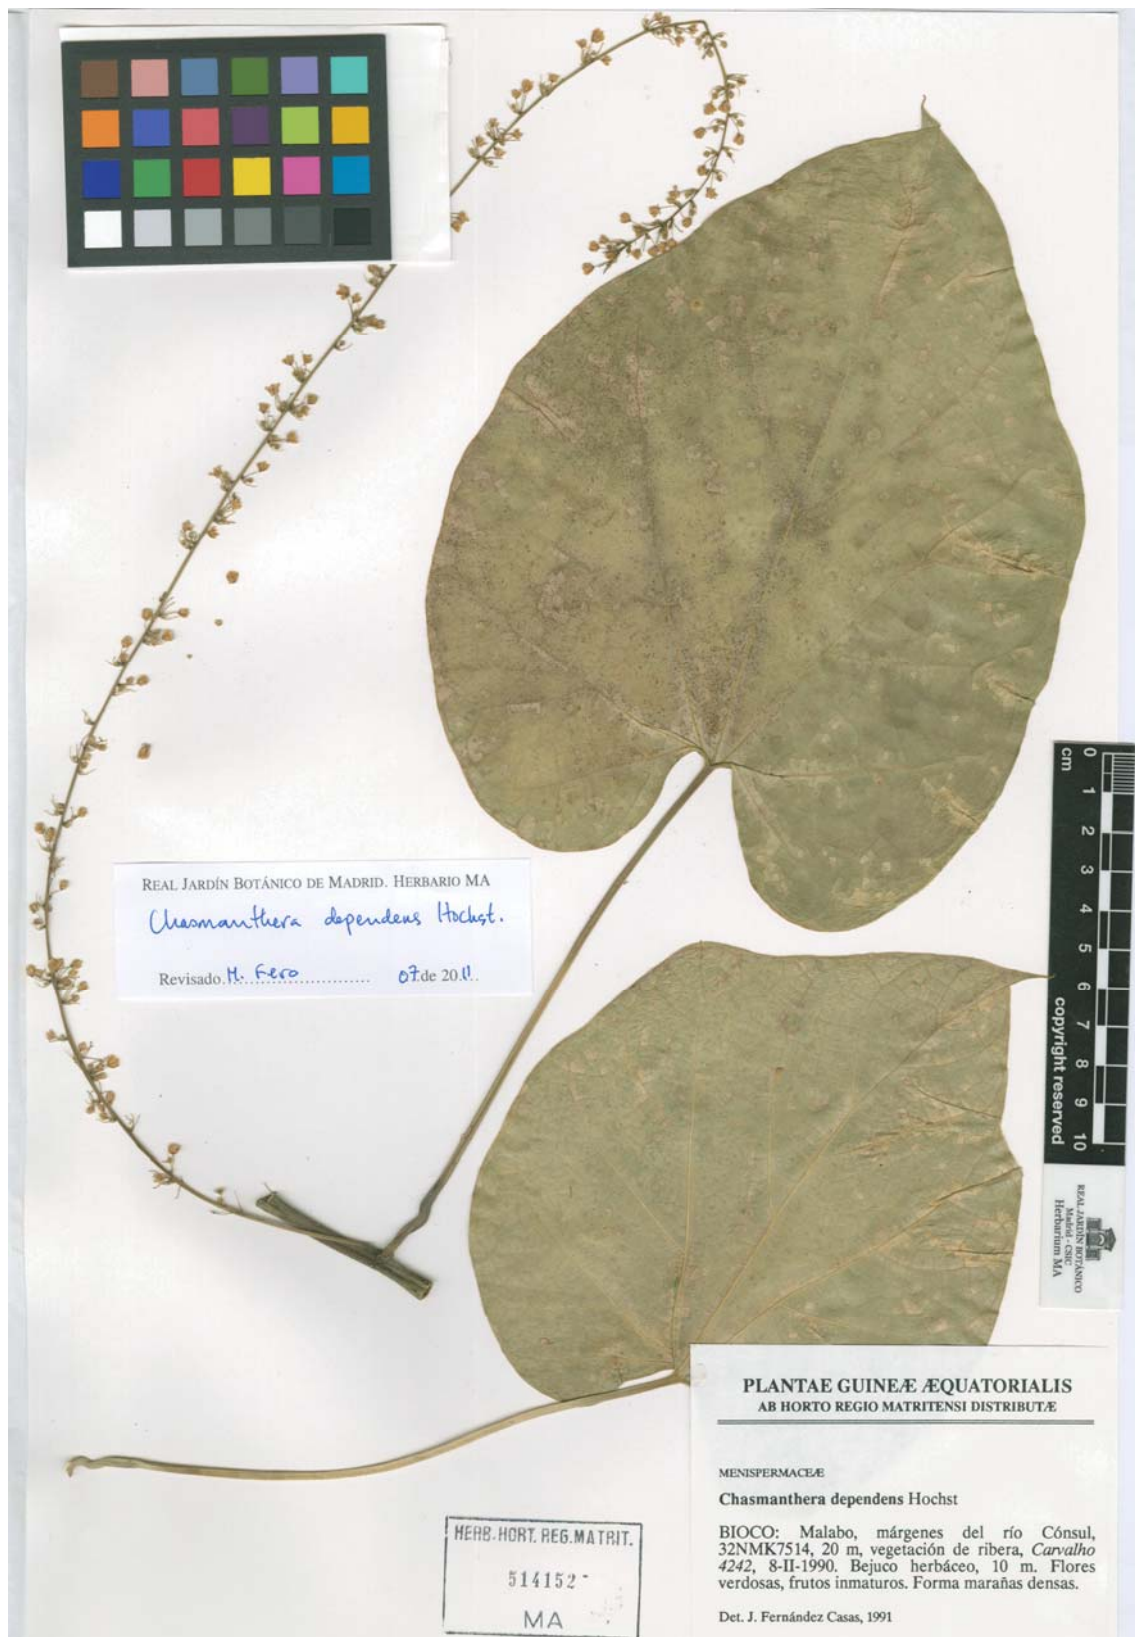 REAL JARDÍN BOTÁNICO DE MADRID. HERBARIO MA
Chasmanthera dependens Hochst.
Revisado M. Fero 07 de 2011
0 1 2 3 4 5 6 7 8 9 10
cm
copyright reserved
REAL JARDÍN BOTÁNICO
Madrid - CSIC
Herbarium MA
PLANTAE GUINEÆ ÆQUATORIALIS
AB HORTO REGIO MATRITENSI DISTRIBUTÆ
MENISPERMACEÆ
Chasmanthera dependens Hochst
BIOCO: Malabo, márgenes del río Cónsul,
32NMK7514, 20 m, vegetación de ribera, Carvalho
4242, 8-II-1990. Bejuco herbáceo, 10 m. Flores
verdosas, frutos inmaturos. Forma marañas densas.
Det. J. Fernández Casas, 1991
HERB. HORT. REG. MATRIT.
514152
MA